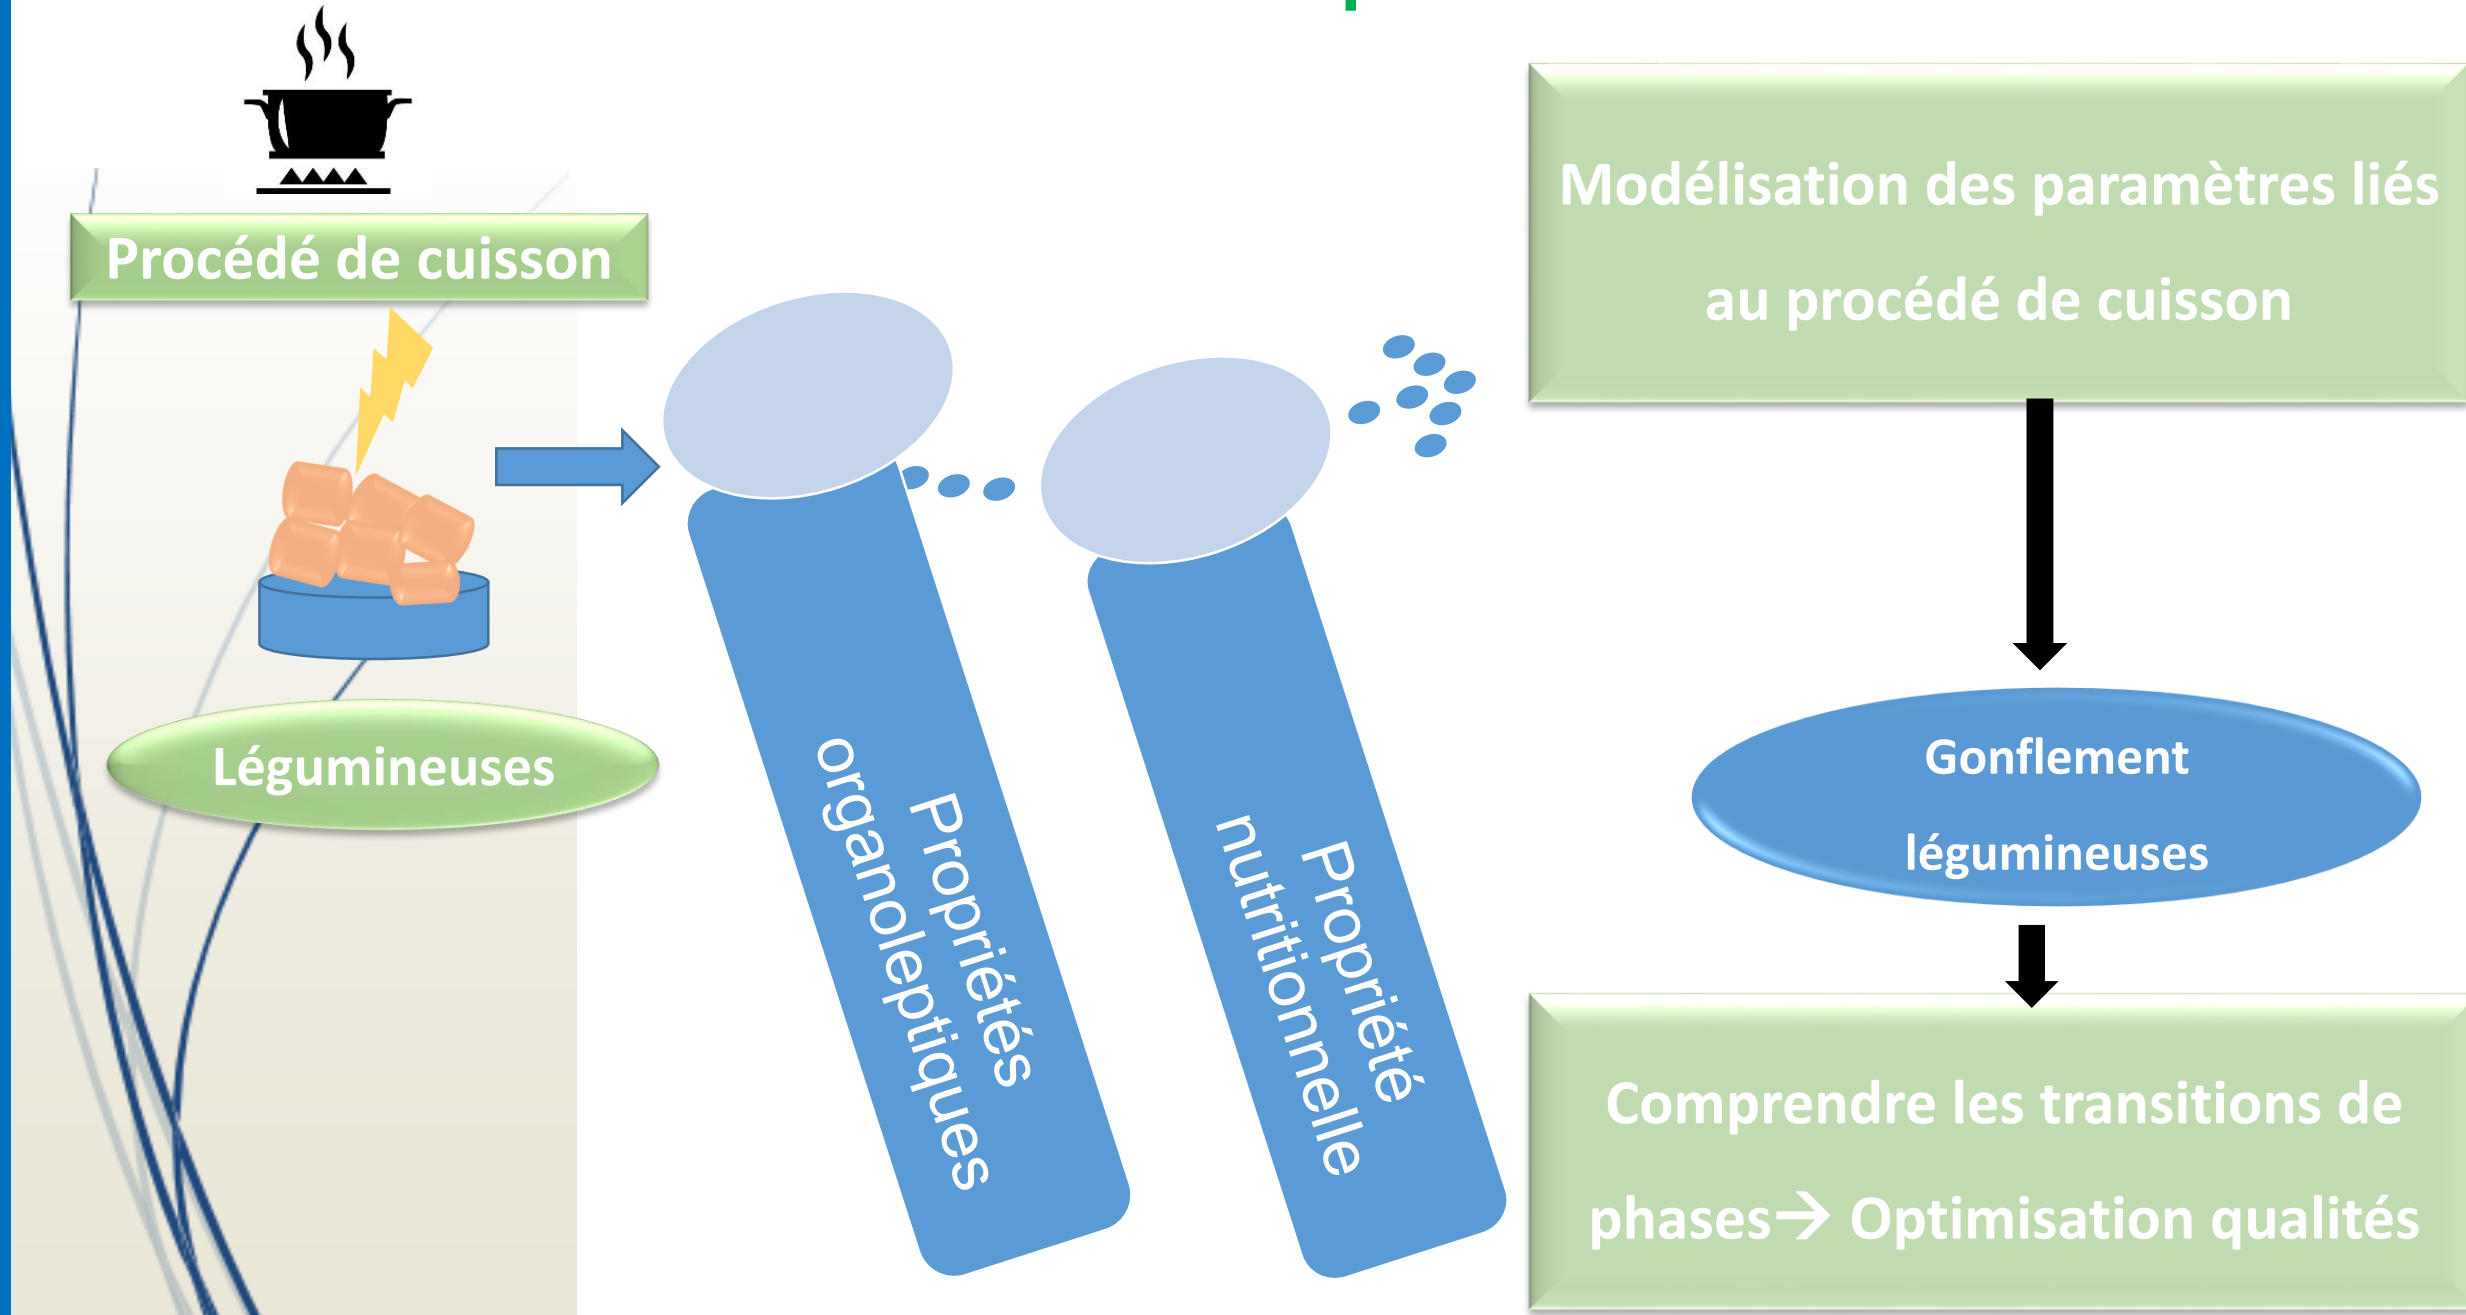 Procédé de cuisson
Légumineuses
Propriétés
organoleptiques
Propriété
nutritionnelle
Modélisation des paramètres liés
au procédé de cuisson
Gonflement
légumineuses
Comprendre les transitions de
phases→ Optimisation qualités